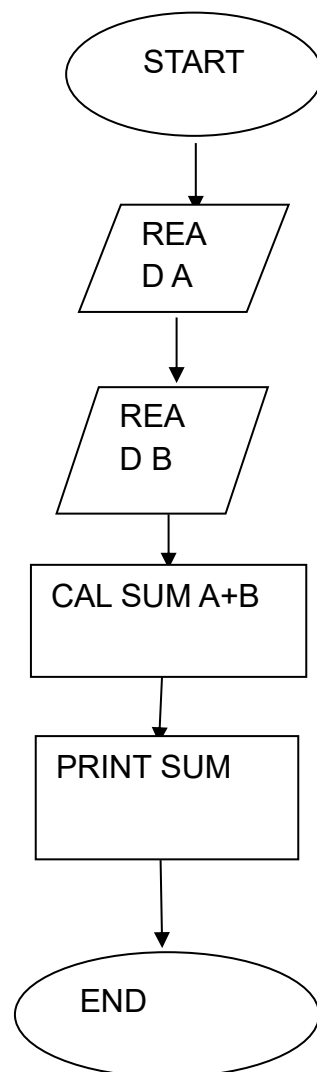 START
REA
D A
REA
D B
CAL SUM A+B
PRINT SUM
END